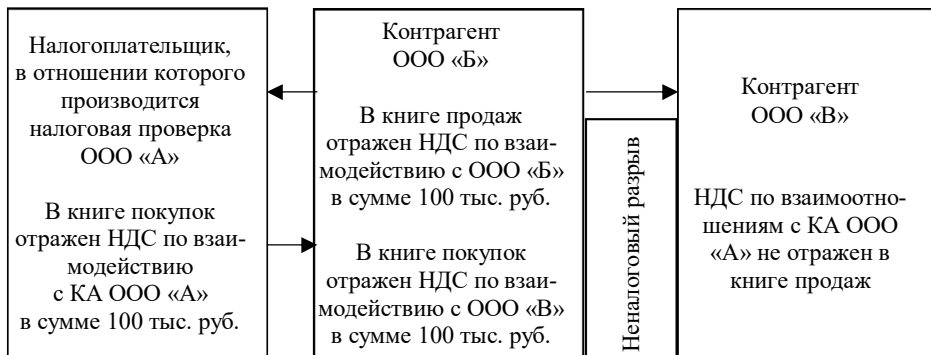 Налогоплательщик,
в отношении которого
производится
налоговая проверка
ООО «А»
В книге покупок
отражен НДС по взаи-
модействию
с КА ООО «А»
в сумме 100 тыс. руб.
Контрагент
ООО «Б»
В книге продаж
отражен НДС по взаи-
модействию с ООО «Б»
в сумме 100 тыс. руб.
В книге покупок
отражен НДС по взаи-
модействию с ООО «В»
в сумме 100 тыс. руб.
Неналоговый разрыв
Контрагент
ООО «В»
НДС по взаимоотно-
шениям с КА ООО
«А» не отражен в
книге продаж